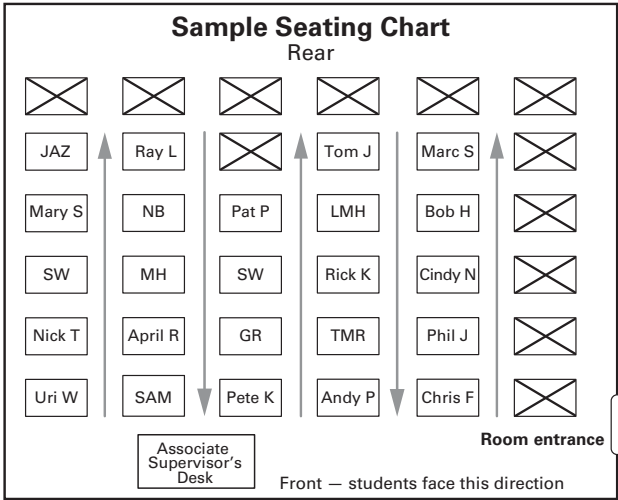 Sample Seating Chart
Rear
JAZ Ray L Tom J Marc S
Mary S NB Pat P LMH Bob H
SW MH SW Rick K Cindy N
Nick T April R GR TMR Phil J
Uri W SAM Pete K Andy P Chris F
Room entrance
Associate
Supervisor's
Desk
Front — students face this direction